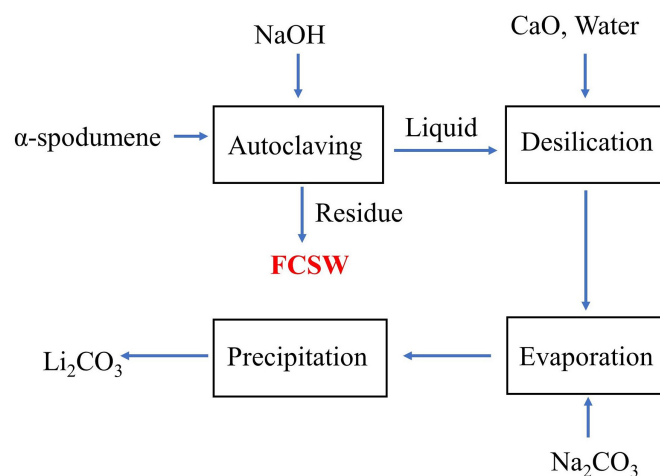 NaOH
CaO, Water
α-spodumene
Autoclaving
Liquid
Desilication
Residue
FCSW
Li₂CO₃
Precipitation
Evaporation
Na₂CO₃